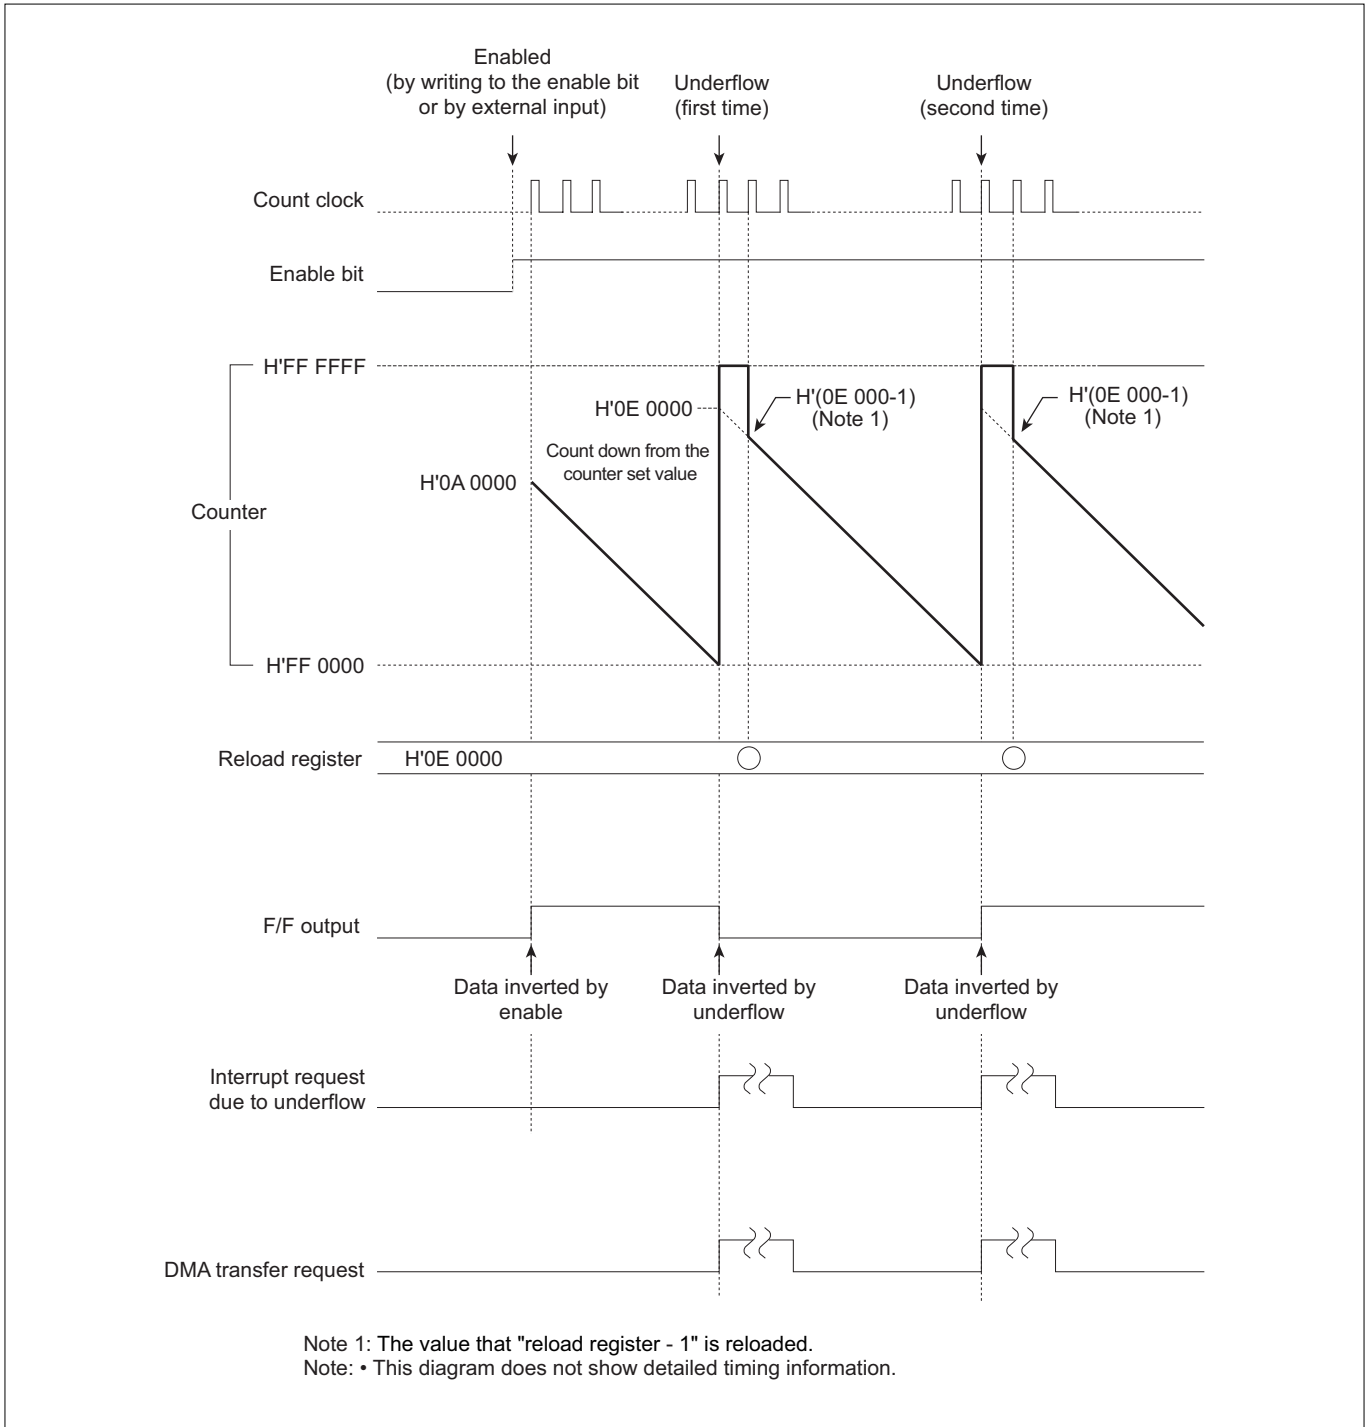 Enabled
(by writing to the enable bit
or by external input)
Underflow
(first time)
Underflow
(second time)
Count clock
Enable bit
H'FF FFFF
H'0E 0000
H'(0E 000-1)
(Note 1)
H'(0E 000-1)
(Note 1)
Count down from the
counter set value
H'0A 0000
Counter
H'FF 0000
Reload register
H'0E 0000
F/F output
Data inverted by
enable
Data inverted by
underflow
Data inverted by
underflow
Interrupt request
due to underflow
DMA transfer request
Note 1: The value that "reload register - 1" is reloaded.
Note: • This diagram does not show detailed timing information.